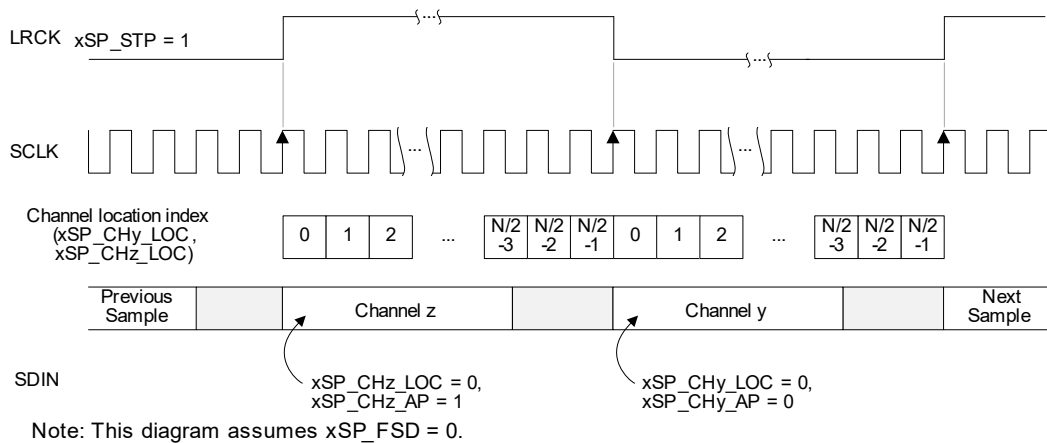 LRCK xSP_STP = 1
...
...
SCLK
...
...
Channel location index
(xSP_CHy_LOC,
xSP_CHz_LOC)
0 1 2 ... N/2 -3 N/2 -2 N/2 -1 0 1 2 ... N/2 -3 N/2 -2 N/2 -1
Previous
Sample
Channel z
Channel y
Next
Sample
SDIN
xSP_CHz_LOC = 0,
xSP_CHz_AP = 1
xSP_CHy_LOC = 0,
xSP_CHy_AP = 0
Note: This diagram assumes xSP_FSD = 0.